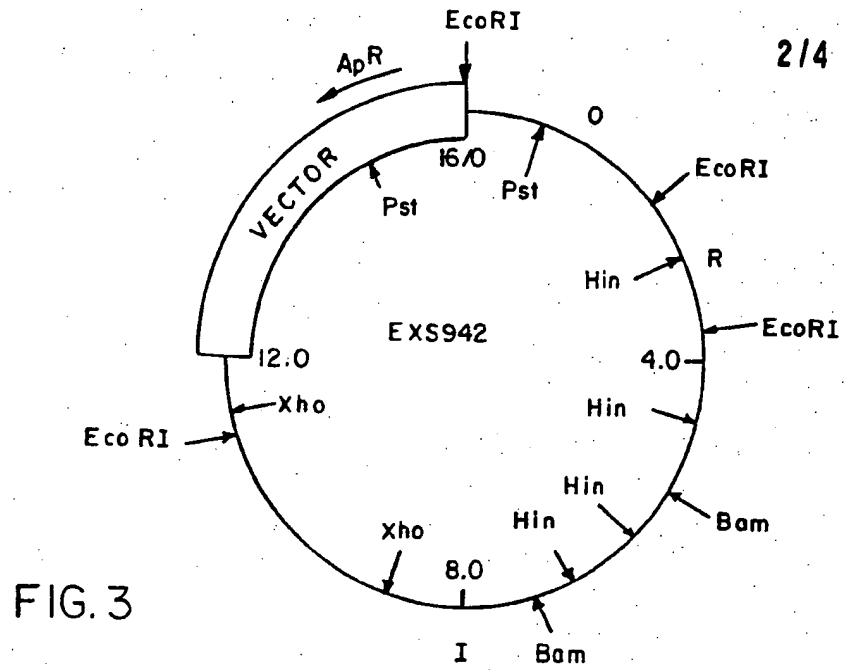 EcoRI
2/4
ApR
O
VECTOR
16/0
Pst
Pst
EcoRI
Hin
R
EXS942
EcoRI
12.0
4.0
Xho
Hin
Eco RI
Hin
Hin
Bam
Xho
8.0
FIG. 3
I
Bam